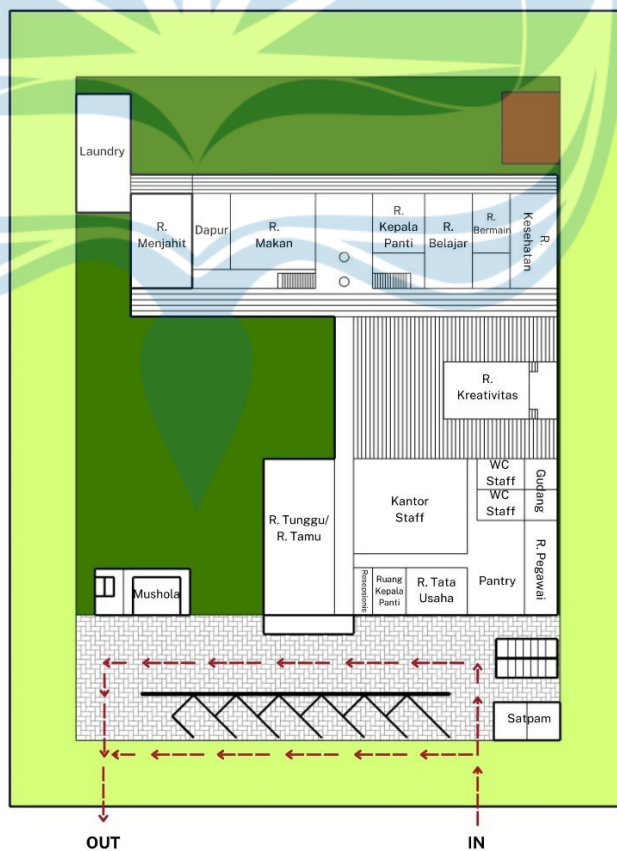 Laundry
R.
Menjahit
Dapur
R.
Makan
R.
Kepala
Panti
R.
Belajar
R.
Bermain
R.
Kesehatan
R.
Kreativitas
R. Tunggu/
R. Tamu
Kantor
Staff
WC
Staff
WC
Staff
Gudang
Resepsionis
Ruang
Kepala
Panti
R. Tata
Usaha
Pantry
R. Pegawai
Mushola
Satpam
OUT
IN